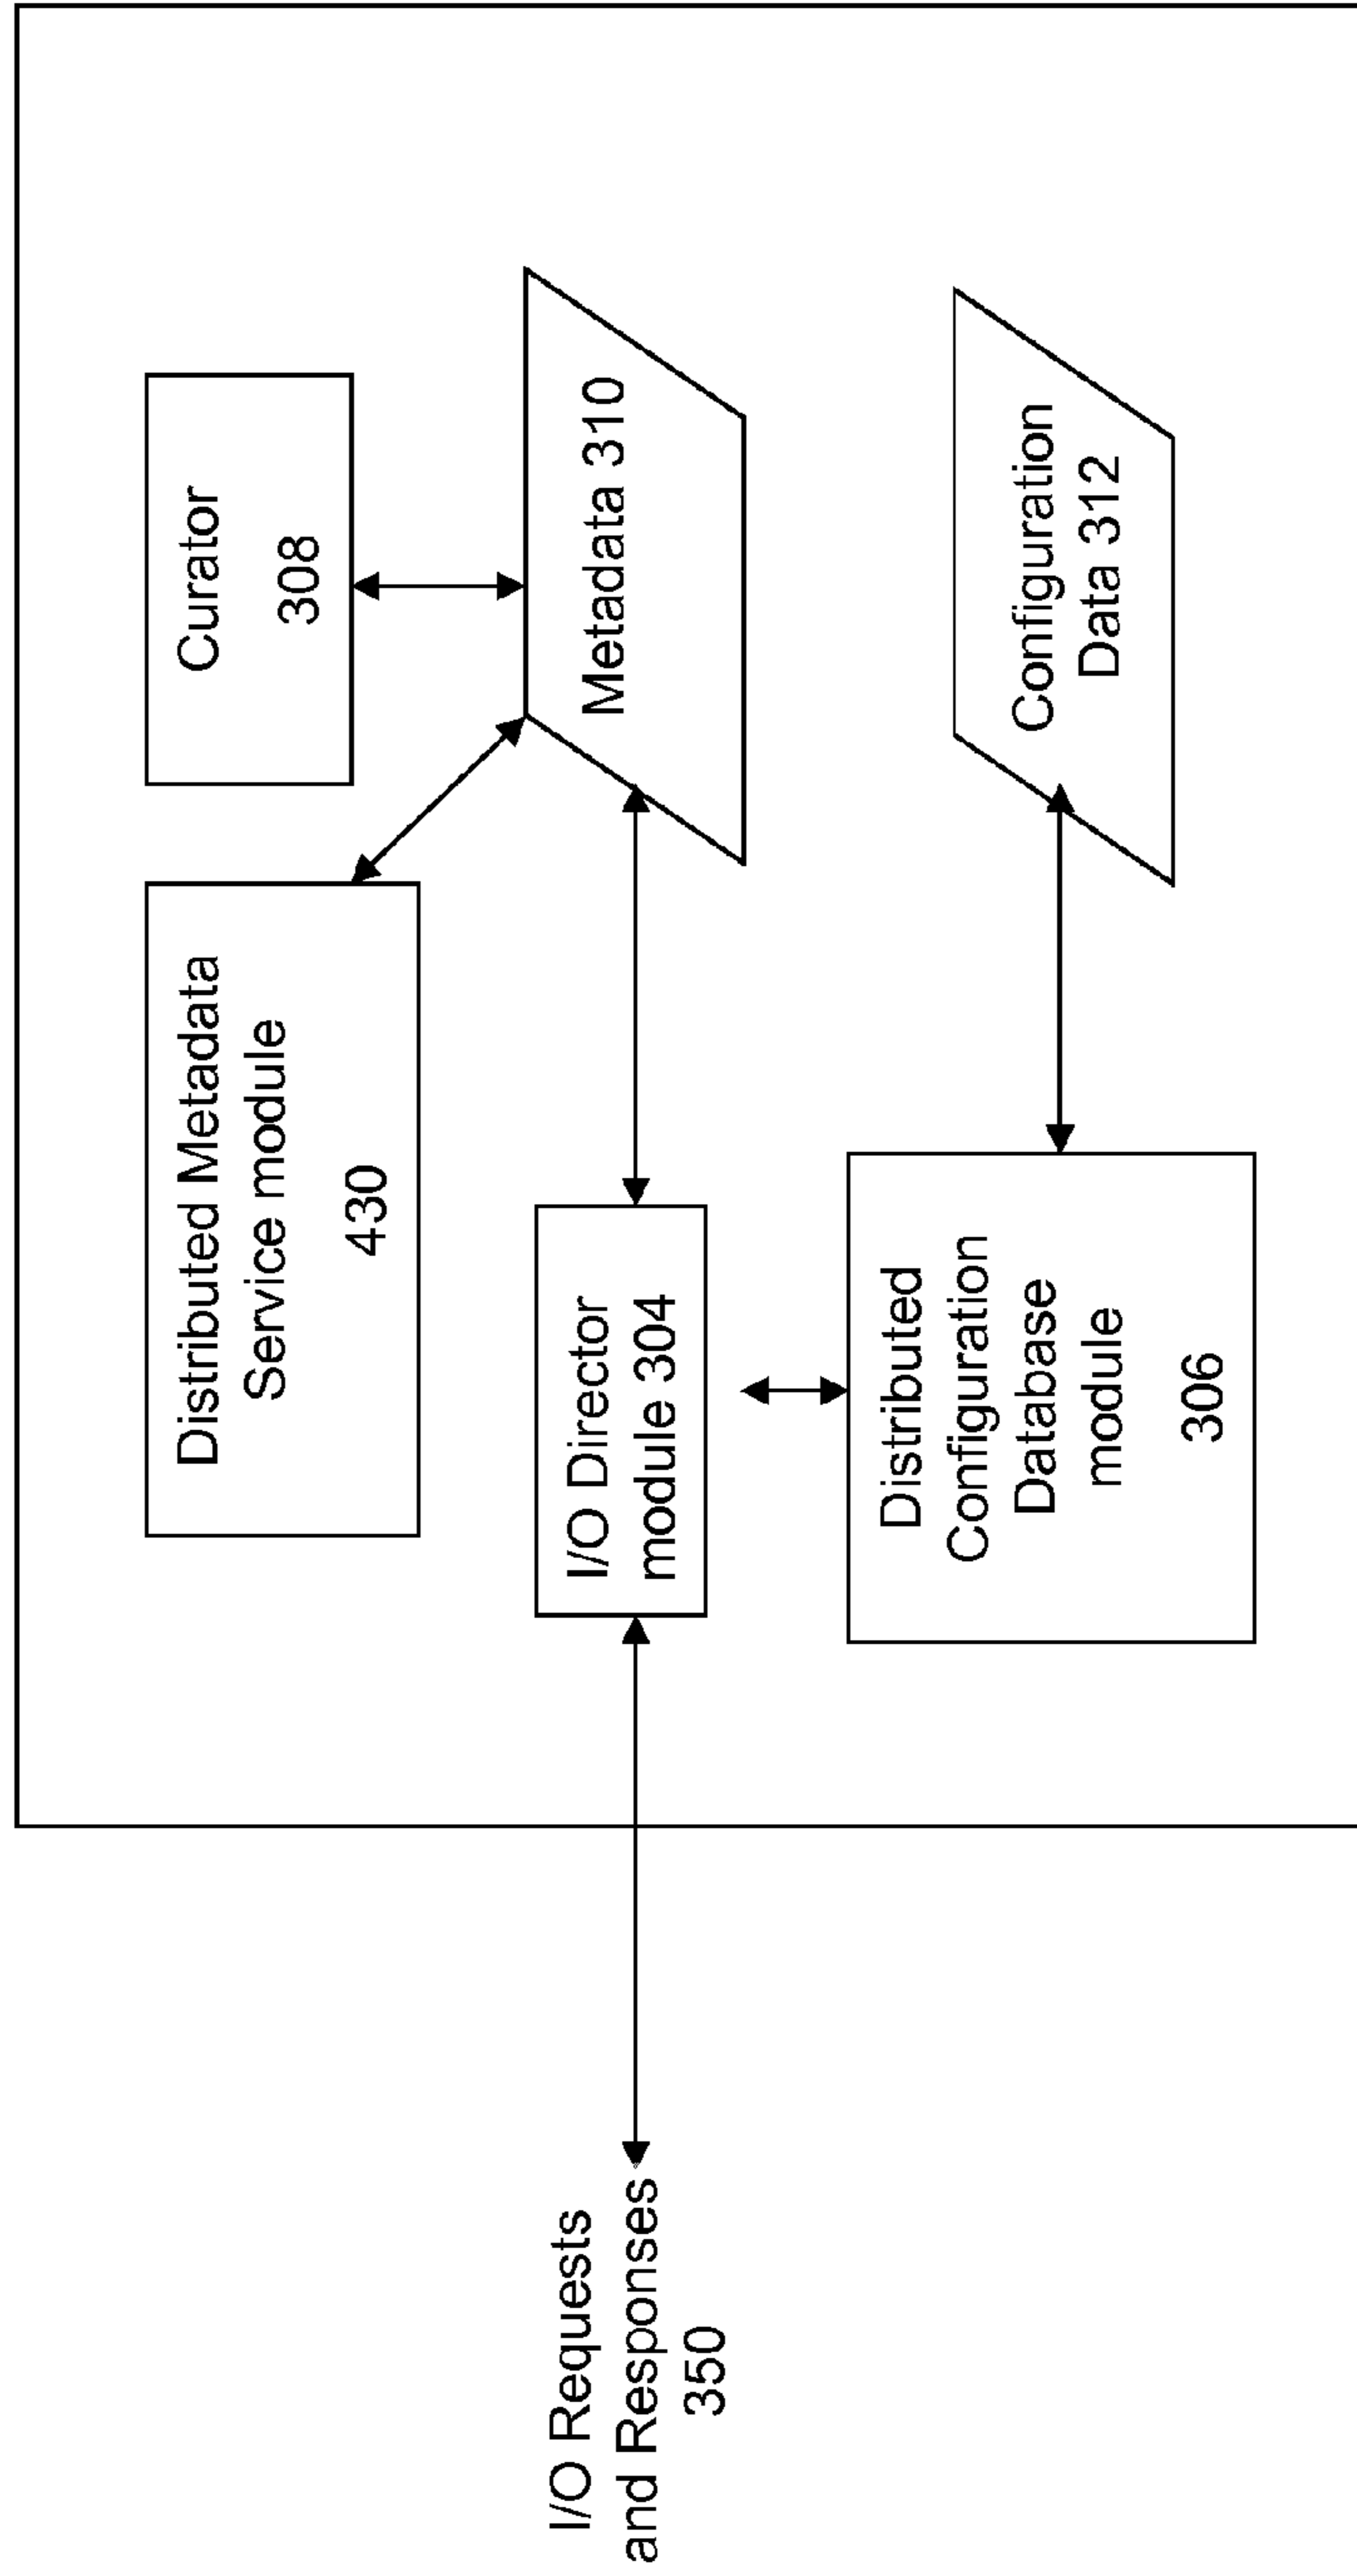 Distributed Metadata
Service module
430
Curator
308
I/O Requests
and Responses
350
I/O Director
module 304
Metadata 310
Distributed
Configuration
Database
module
306
Configuration
Data 312